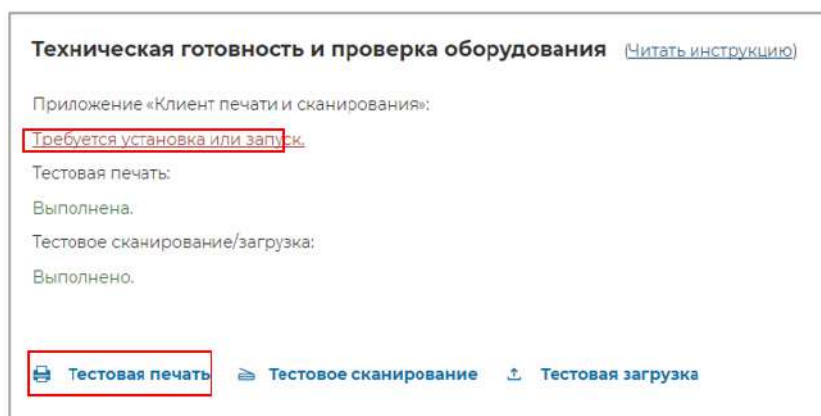 Техническая готовность и проверка оборудования (Читать инструкцию)
Приложение «Клиент печати и сканирования»:
Требуется установка или запуск.
Тестовая печать:
Выполнена.
Тестовое сканирование/загрузка:
Выполнено.
Тестовая печать Тестовое сканирование Тестовая загрузка